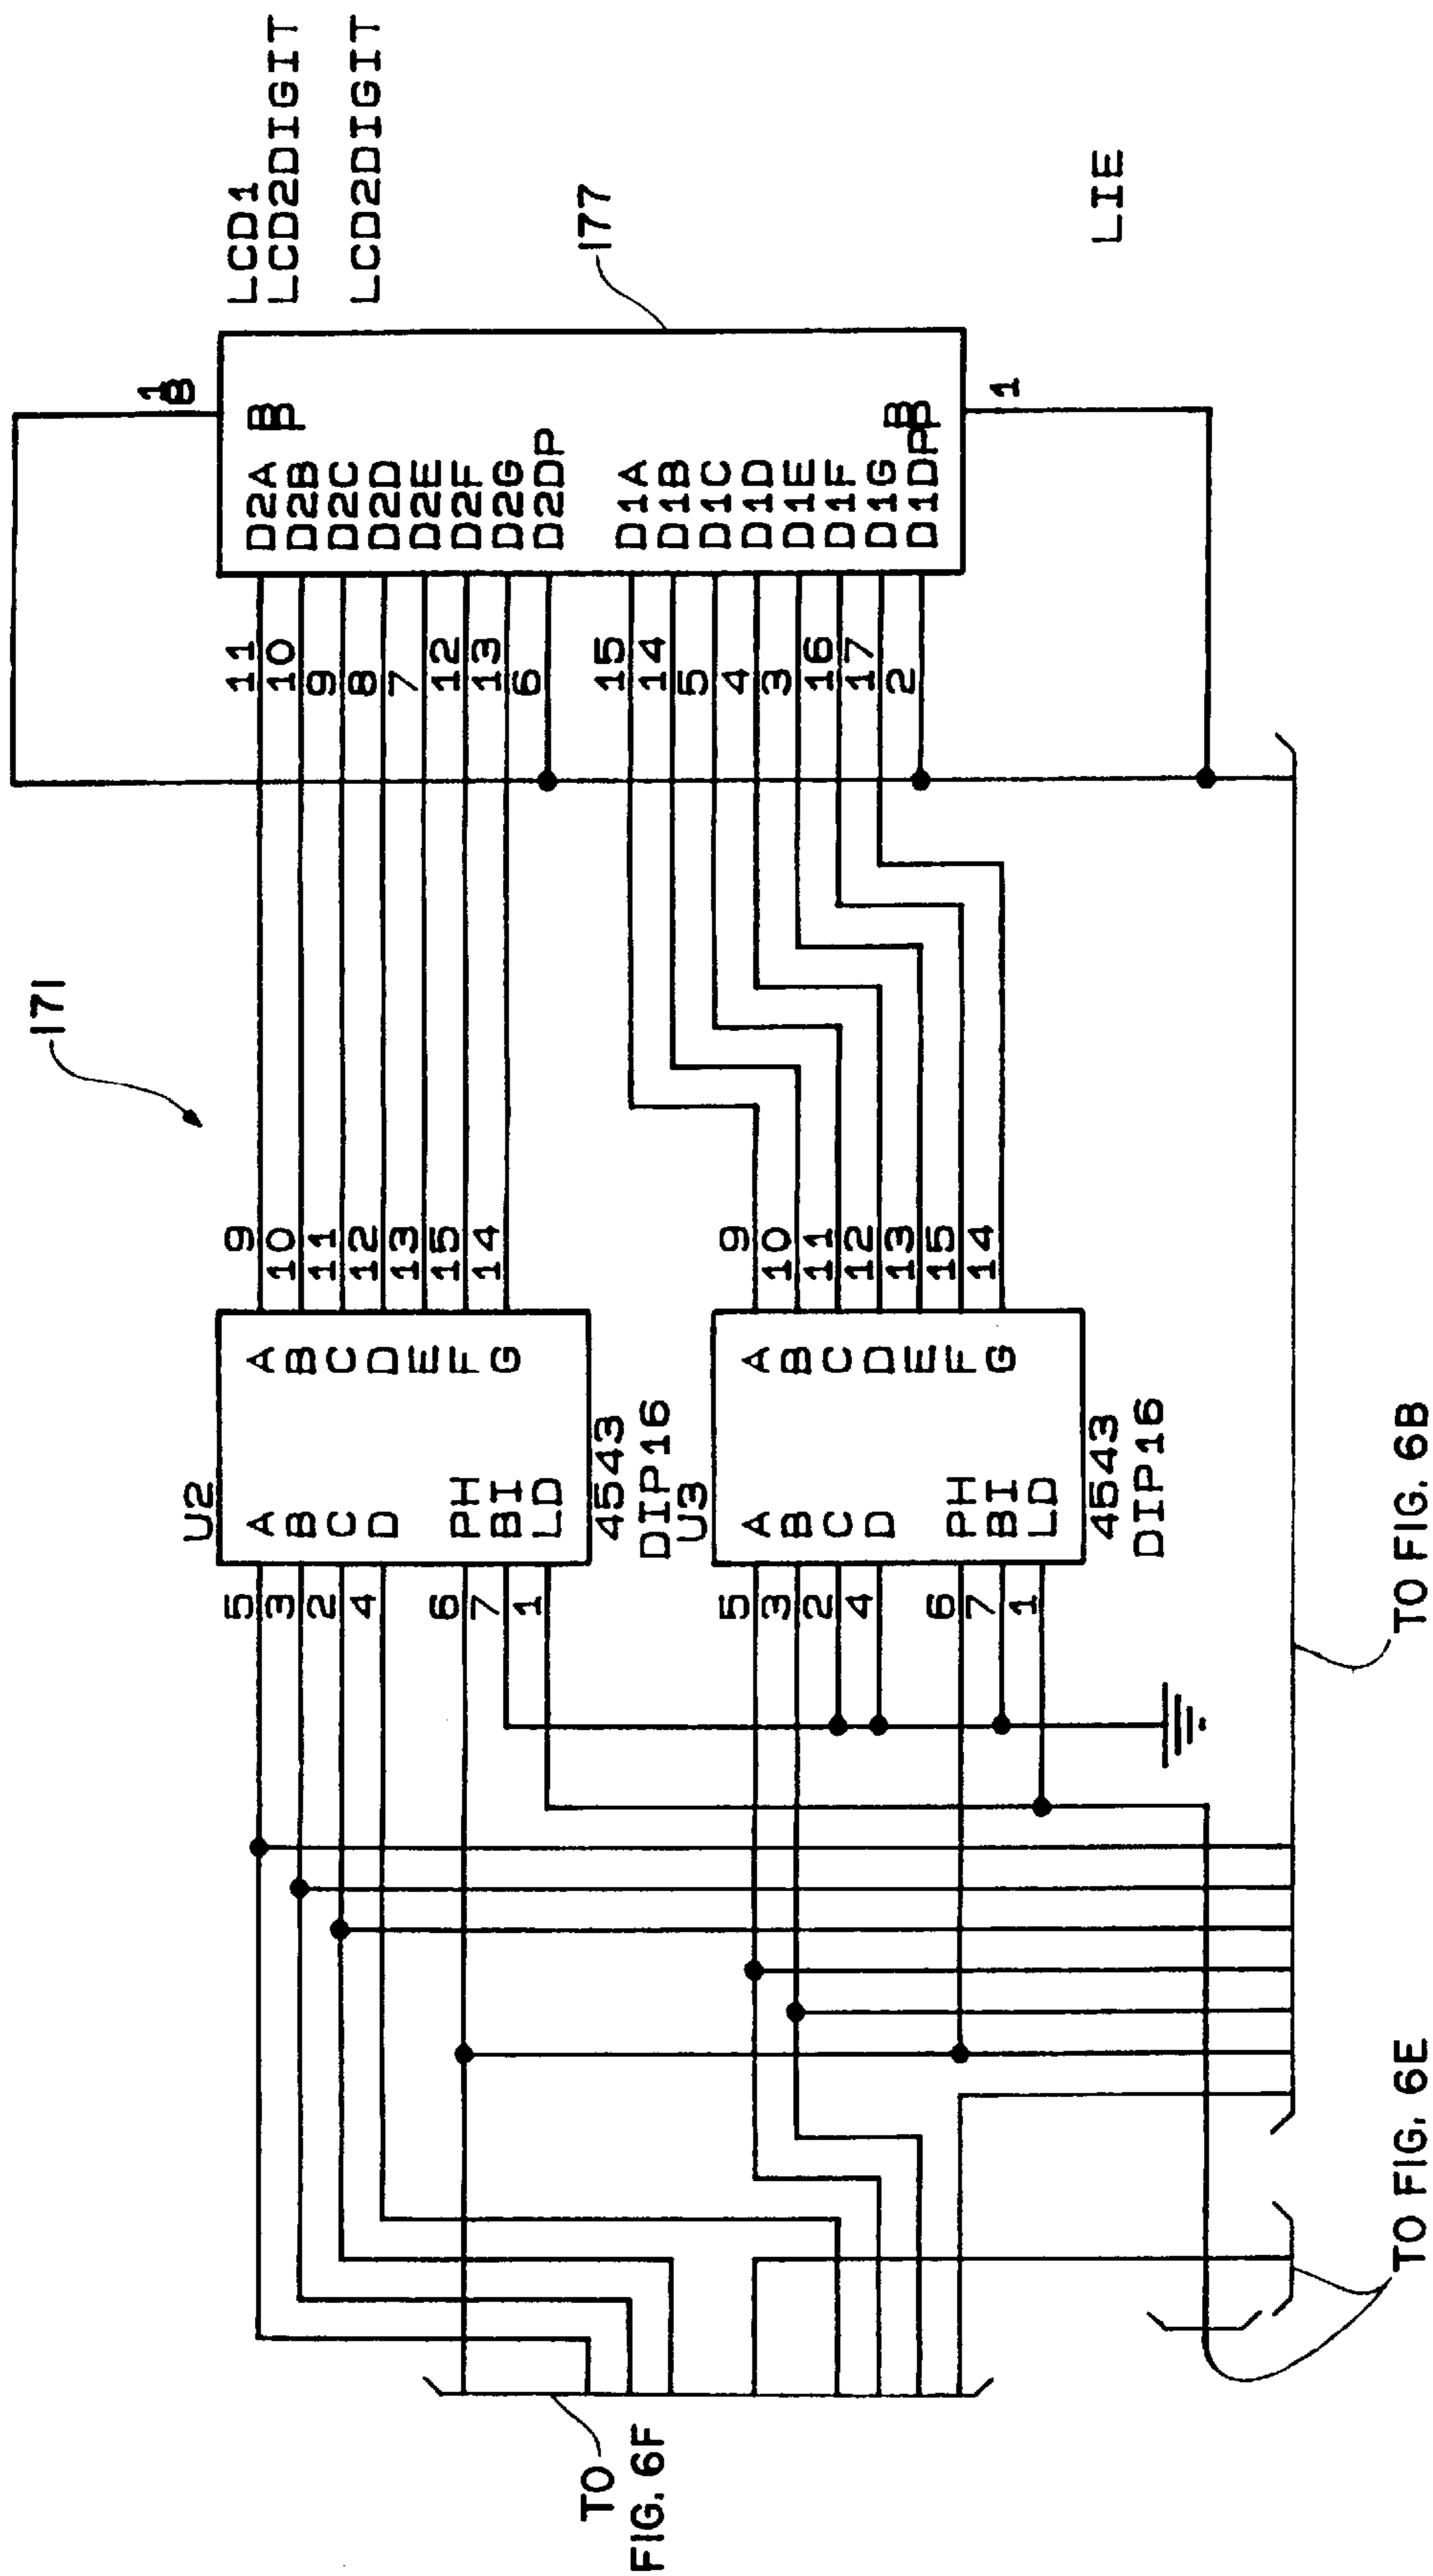 LCD1
LCD2DIGIT
LCD2DIGIT
177
LIE
171
18
BP
D2A
D2B
D2C
D2D
D2E
D2F
D2G
D2DP
D1A
D1B
D1C
D1D
D1E
D1F
D1G
D1DP
BP
1
11
10
9
8
7
12
13
6
15
14
5
4
3
16
17
2
9
10
11
12
13
15
14
9
10
11
12
13
15
14
U2
A A
B B
C C
D D
E
PH F
BI G
LD
4543
DIP16
U3
A A
B B
C C
D D
E
PH F
BI G
LD
4543
DIP16
5
3
2
4
6
7
1
5
3
2
4
6
7
1
TO FIG. 6B
TO FIG. 6E
TO
FIG. 6F